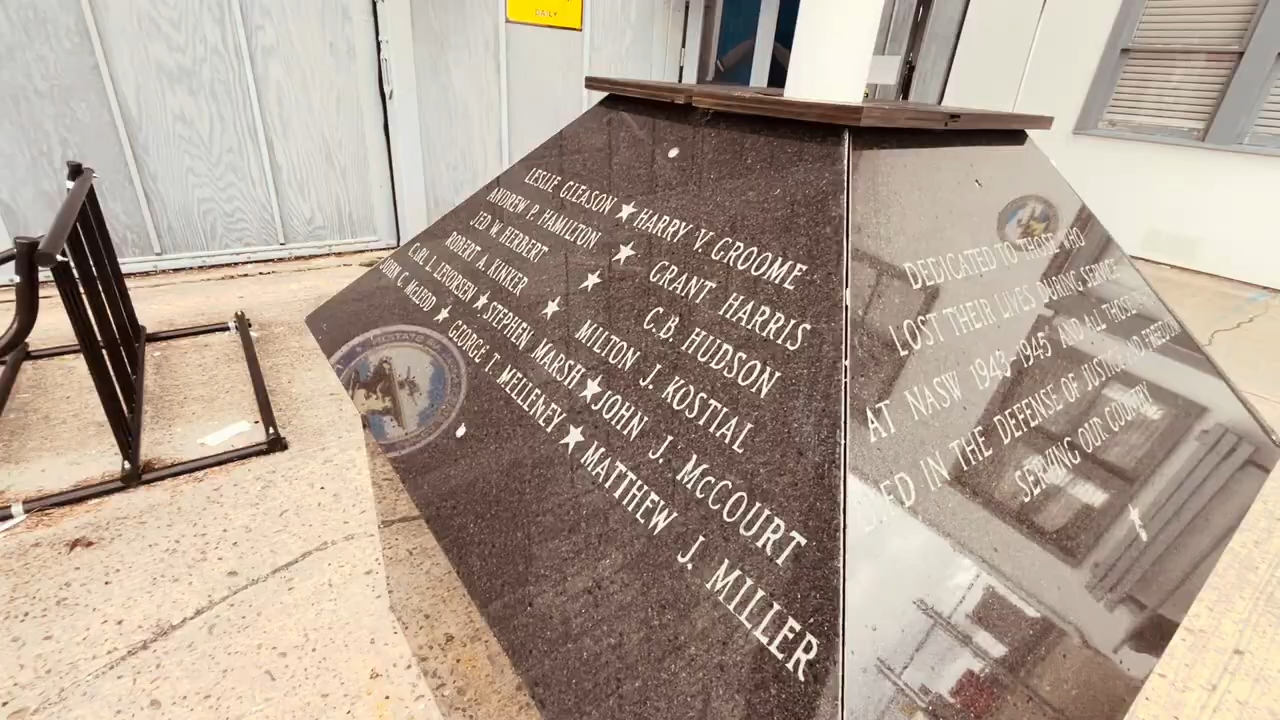 DAILY
LESLIE GLEASON ★ HARRY V. GROOME
ANDREW P. HAMILTON ★ GRANT HARRIS
JED W. HERBERT ★ C.B. HUDSON
ROBERT A. KINKER ★ MILTON J. KOSTIAL
CARL L. LEVORSEN ★ STEPHEN MARSH ★ JOHN J. McCOURT
JOHN C. McLEOD ★ GEORGE T. MELLENEY ★ MATTHEW J. MILLER
DEDICATED TO THOSE WHO
LOST THEIR LIVES DURING SERVICE
AT NASW 1943-1945 AND ALL THOSE
DIED IN THE DEFENSE OF JUSTICE AND FREEDOM
SERVING OUR COUNTRY